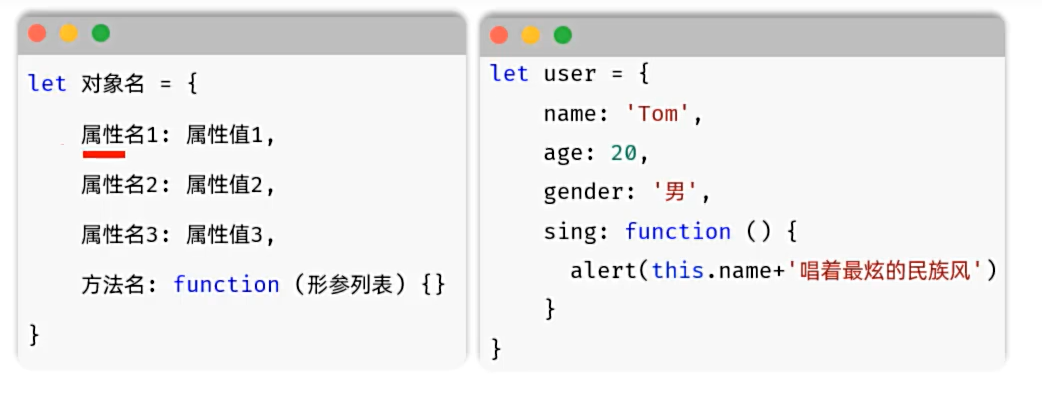 let 对象名 = {
属性名1: 属性值1,
属性名2: 属性值2,
属性名3: 属性值3,
方法名: function (形参列表) {}
}
let user = {
name: 'Tom',
age: 20,
gender: '男',
sing: function () {
alert(this.name+'唱着最炫的民族风')
}
}